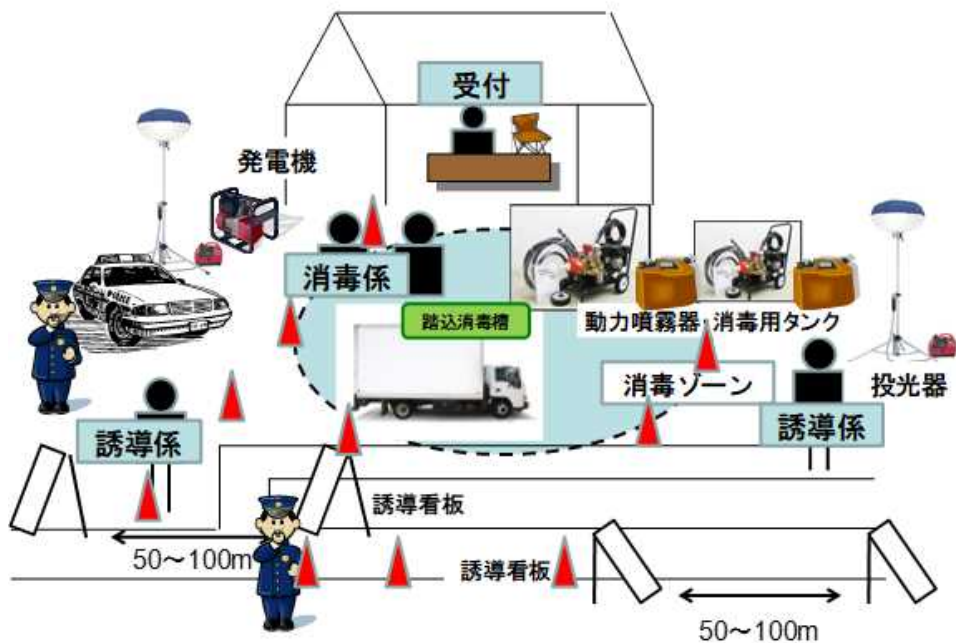 受付
発電機
消毒係
踏込消毒槽
動力噴霧器・消毒用タンク
消毒ゾーン
投光器
誘導係
誘導係
誘導看板
50～100m
誘導看板
50～100m